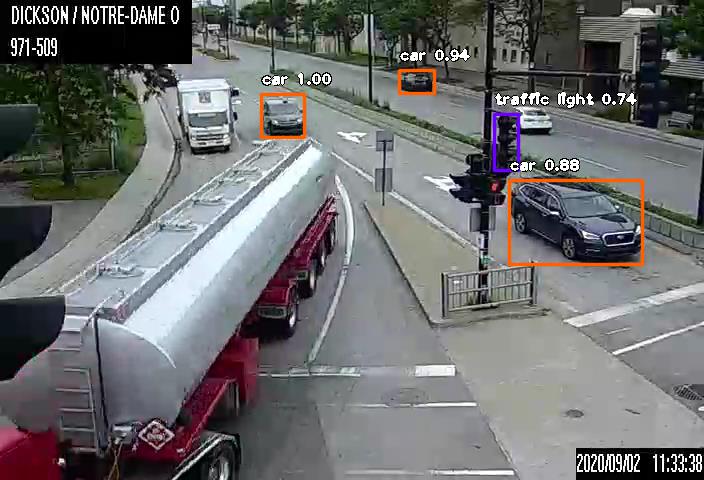 DICKSON / NOTRE-DAME O
971-509
car 0.94
car 1.00
traffic light 0.74
car 0.88
2020/09/02 11:33:38